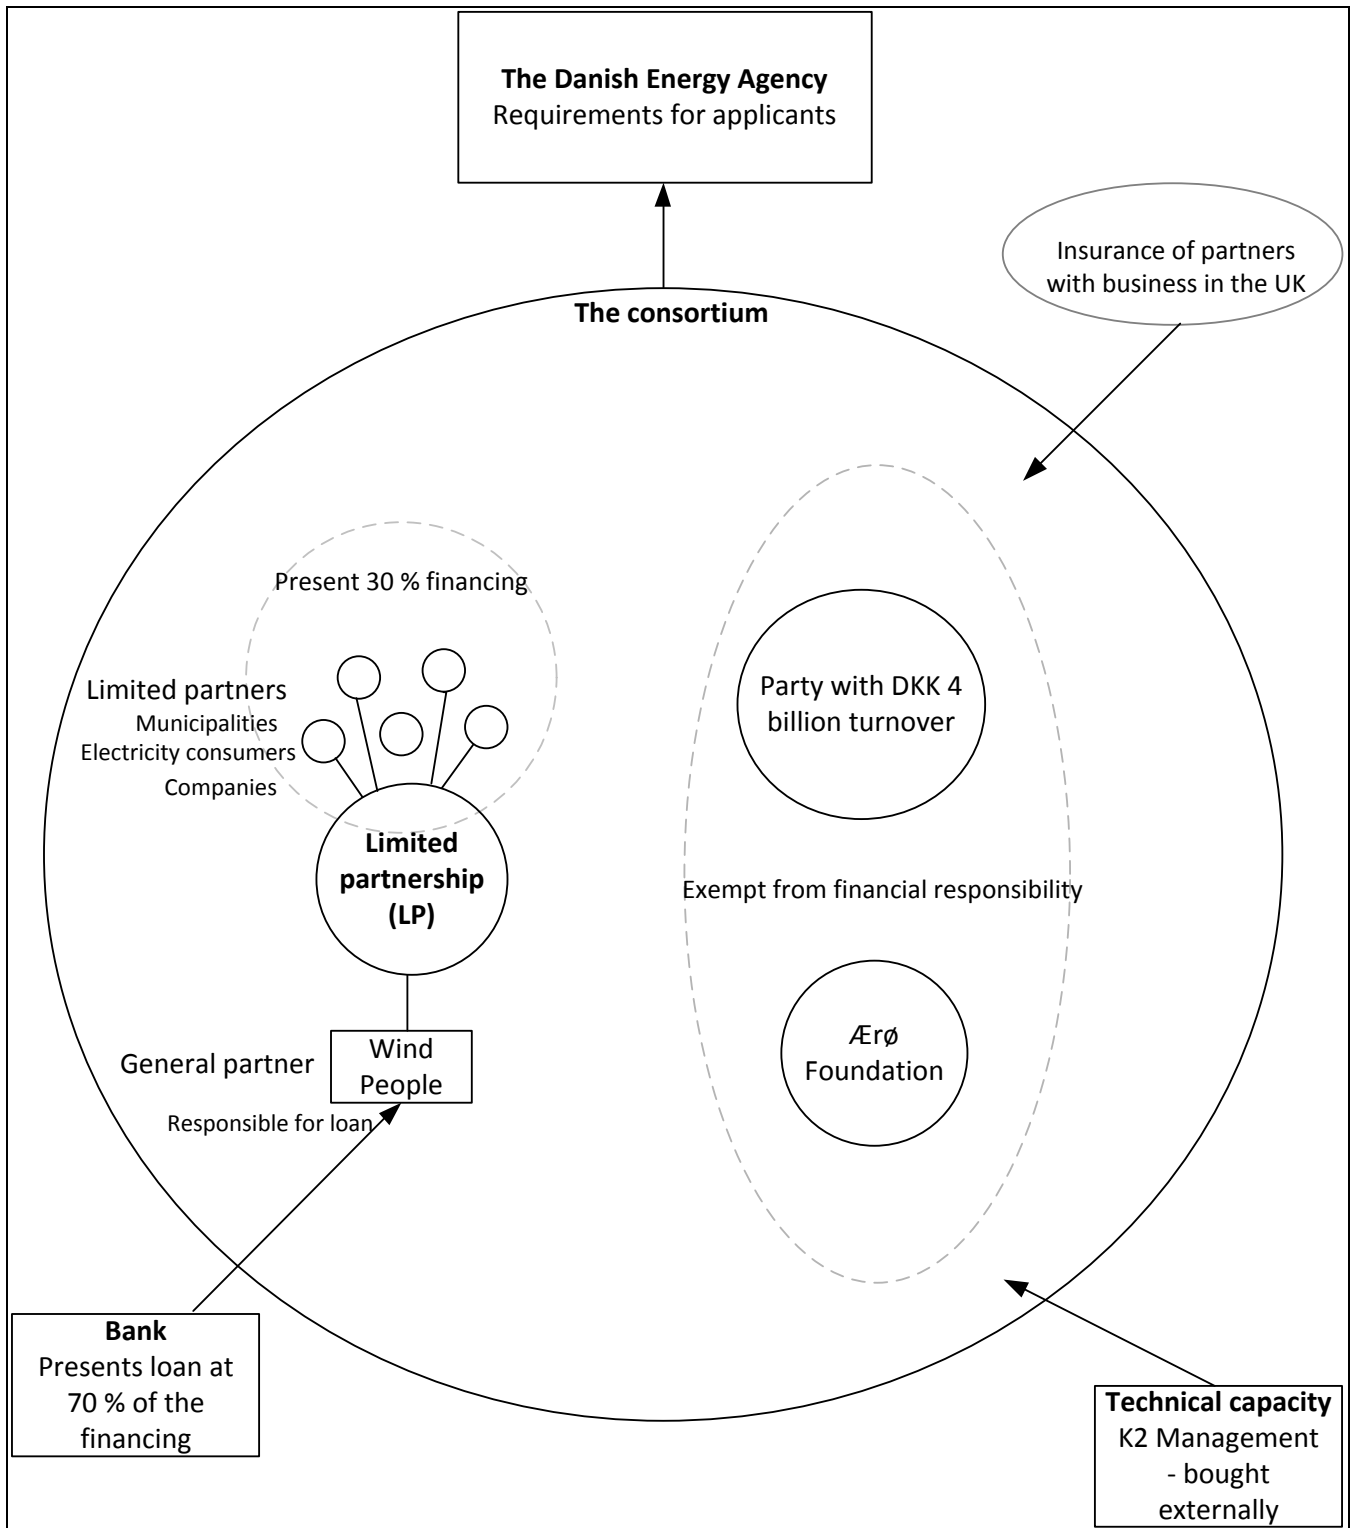 The Danish Energy Agency
Requirements for applicants
Insurance of partners
with business in the UK
The consortium
Present 30 % financing
Limited partners
Municipalities
Electricity consumers
Companies
Party with DKK 4
billion turnover
Limited
partnership
(LP)
Exempt from financial responsibility
General partner
Wind
People
Responsible for loan
Ærø
Foundation
Bank
Presents loan at
70 % of the
financing
Technical capacity
K2 Management
- bought
externally